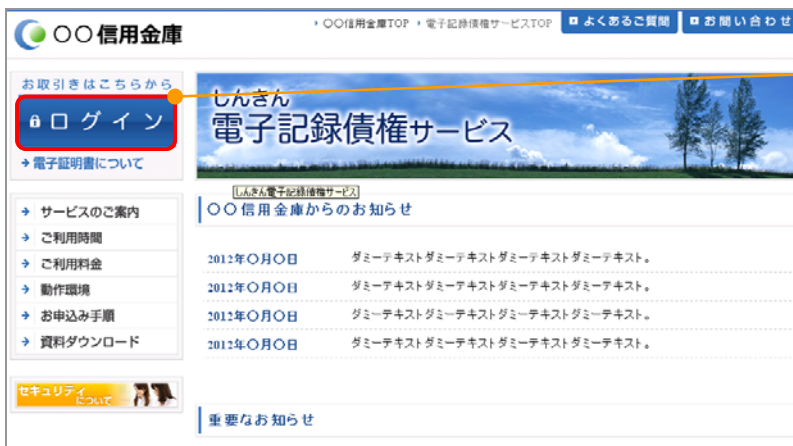 〇〇信用金庫
〇〇信用金庫TOP 電子記録債権サービスTOP よくあるご質問 お問い合わせ
お取引きはこちらから
ログイン
電子証明書について
しんきん
電子記録債権サービス
しんきん電子記録債権サービス
サービスのご案内
ご利用時間
ご利用料金
動作環境
お申込み手順
資料ダウンロード
セキュリティ
について
〇〇信用金庫からのお知らせ
2012年〇月〇日 ダミーテキストダミーテキストダミーテキストダミーテキスト。
2012年〇月〇日 ダミーテキストダミーテキストダミーテキストダミーテキスト。
2012年〇月〇日 ダミーテキストダミーテキストダミーテキストダミーテキスト。
2012年〇月〇日 ダミーテキストダミーテキストダミーテキストダミーテキスト。
重要なお知らせ